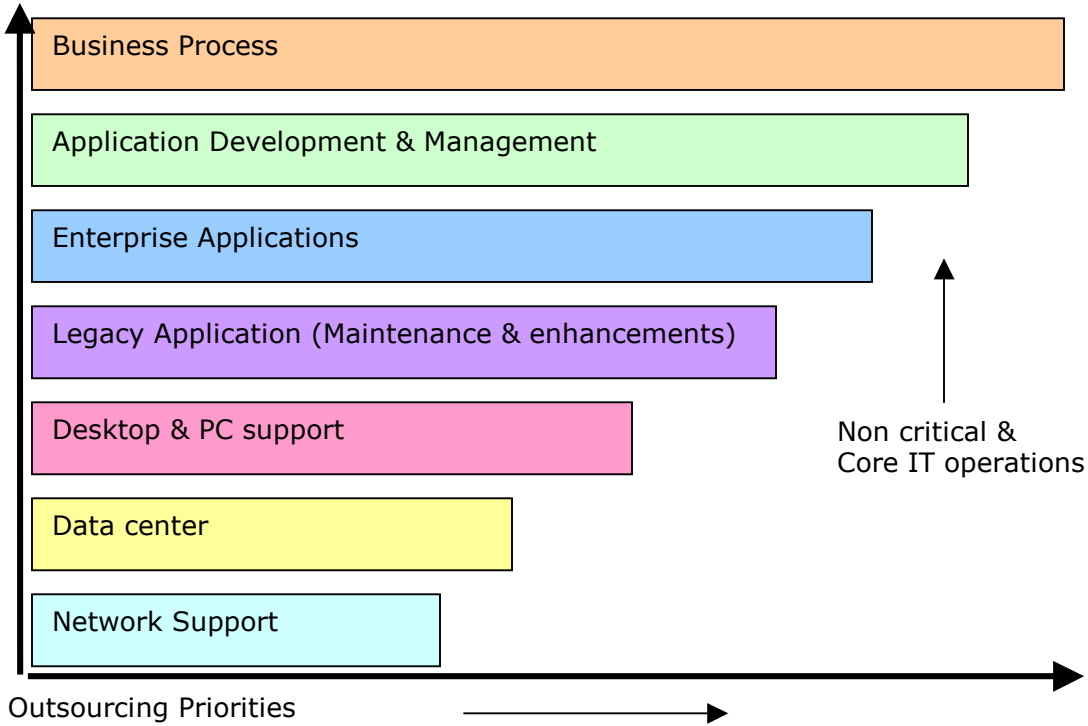 Business Process
Application Development & Management
Enterprise Applications
Legacy Application (Maintenance & enhancements)
Desktop & PC support
Non critical &
Core IT operations
Data center
Network Support
Outsourcing Priorities